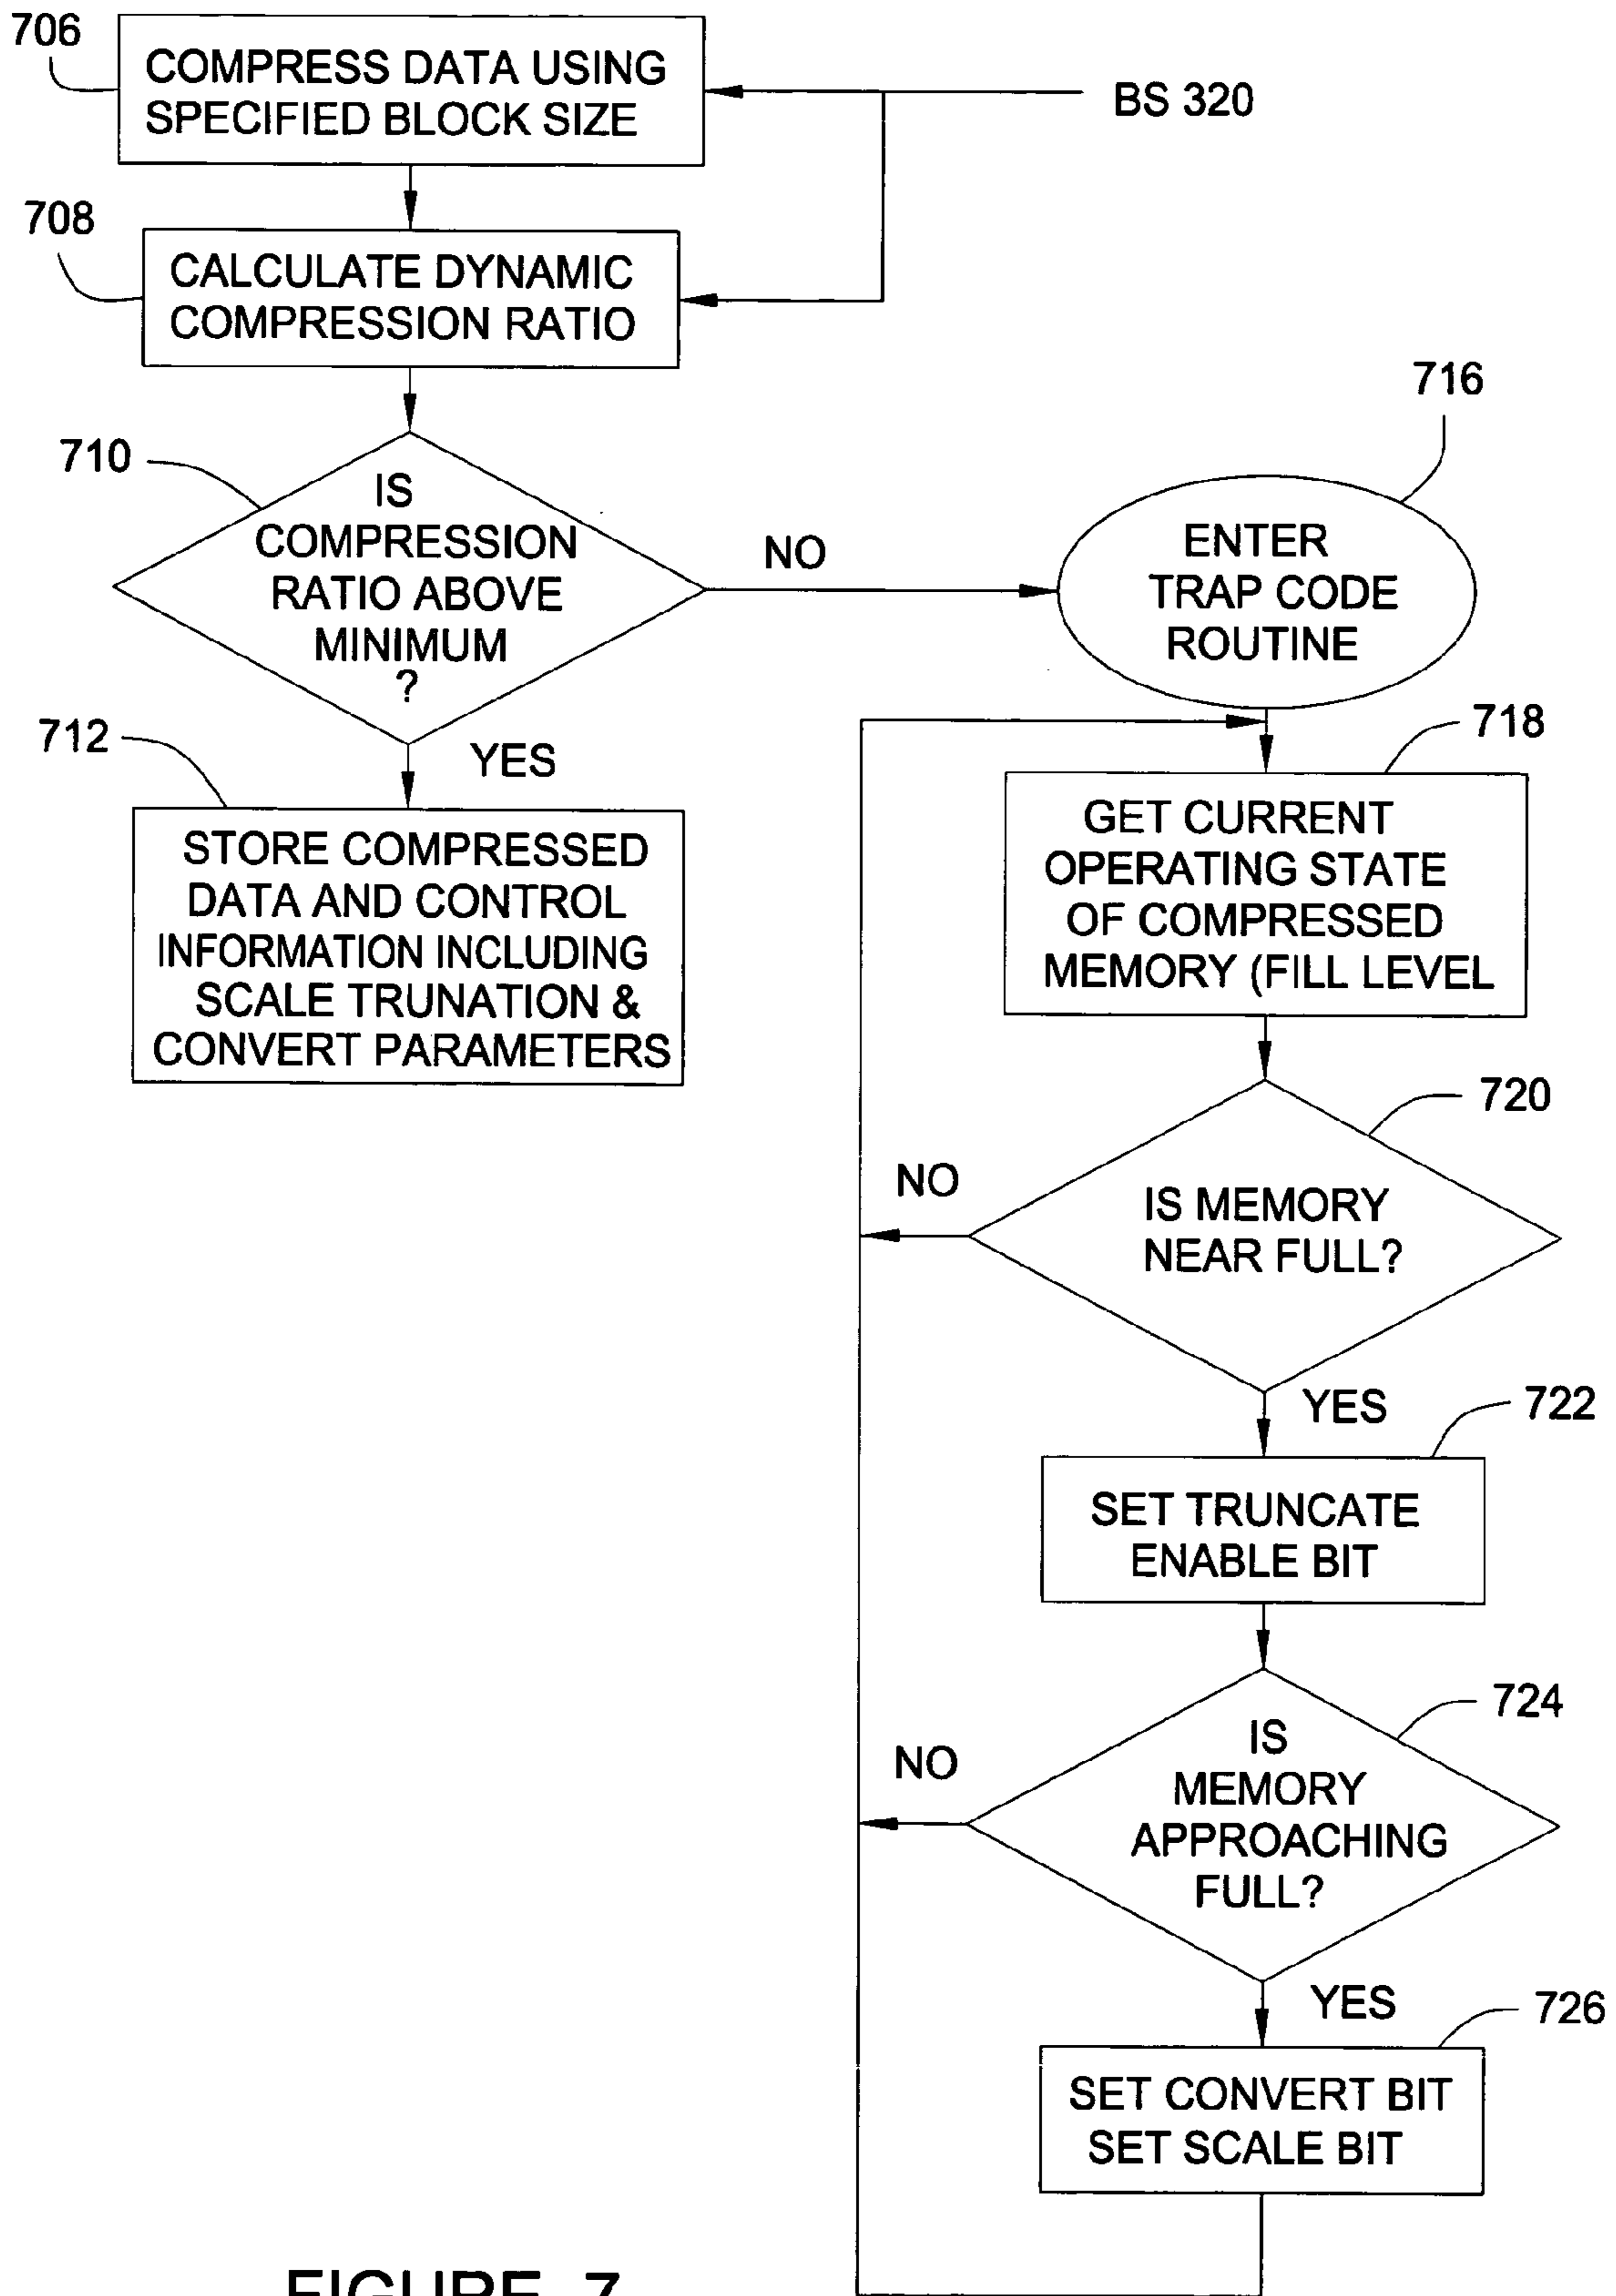 706
COMPRESS DATA USING
SPECIFIED BLOCK SIZE
BS 320
708
CALCULATE DYNAMIC
COMPRESSION RATIO
710
IS
COMPRESSION
RATIO ABOVE
MINIMUM
?
NO
YES
712
STORE COMPRESSED
DATA AND CONTROL
INFORMATION INCLUDING
SCALE TRUNATION &
CONVERT PARAMETERS
716
ENTER
TRAP CODE
ROUTINE
718
GET CURRENT
OPERATING STATE
OF COMPRESSED
MEMORY (FILL LEVEL
720
IS MEMORY
NEAR FULL?
NO
YES
722
SET TRUNCATE
ENABLE BIT
724
IS
MEMORY
APPROACHING
FULL?
NO
YES
726
SET CONVERT BIT
SET SCALE BIT
FIGURE 7